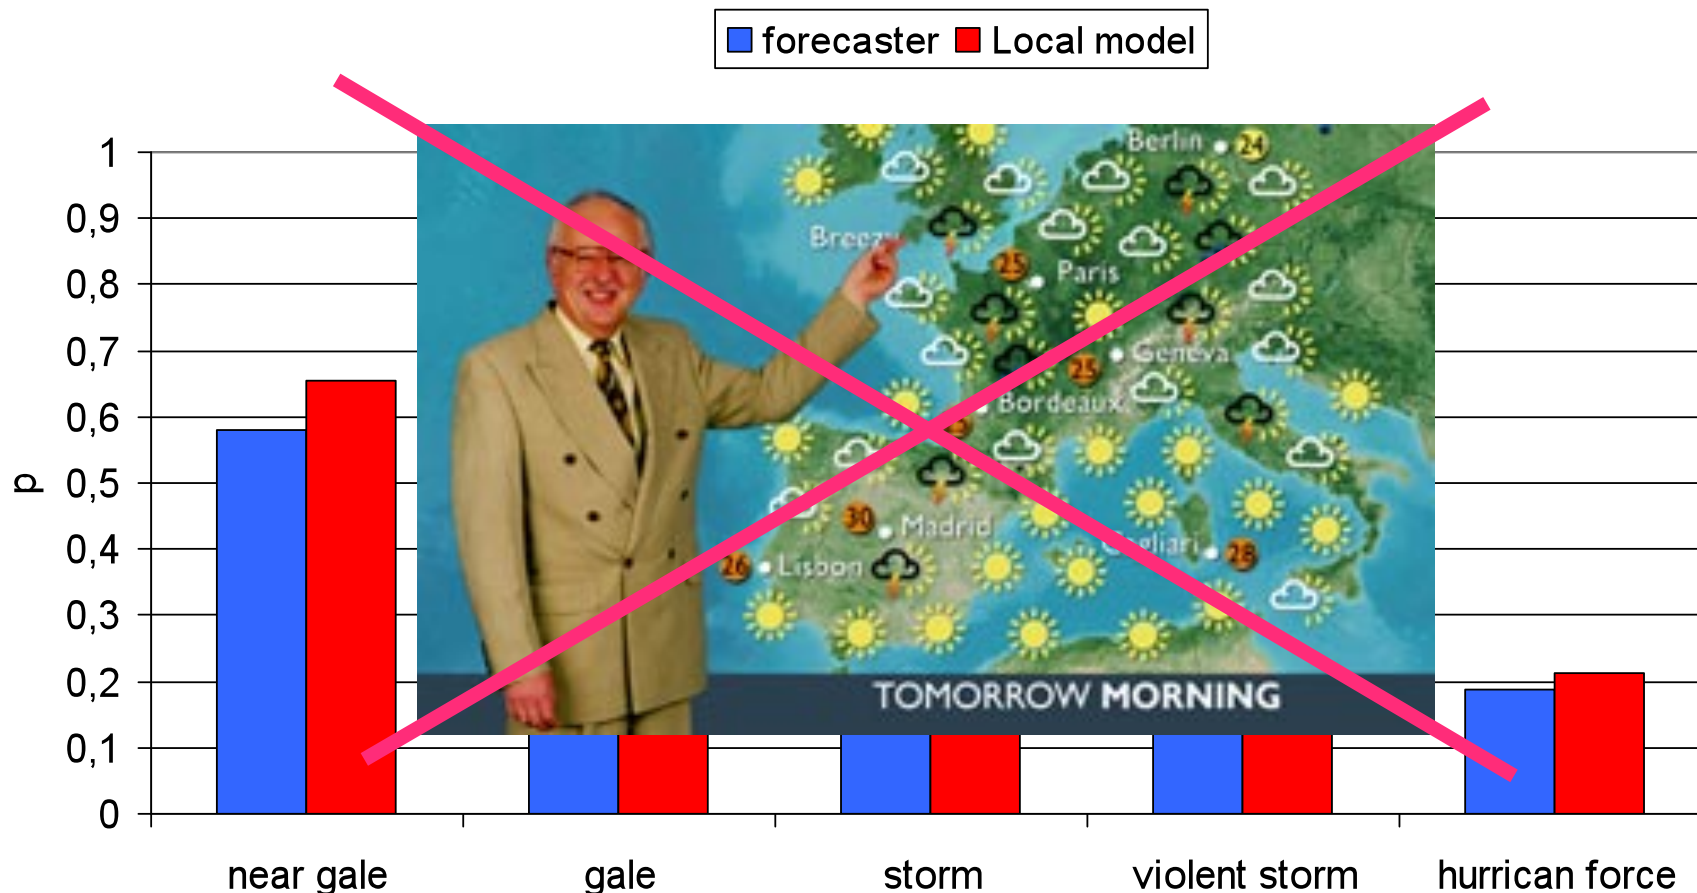 forecaster Local model
1
0,9
0,8
0,7
0,6
0,5
0,4
0,3
0,2
0,1
0
p
Berlin 24
Breezy
25 Paris
Geneva
25
Bordeaux
30 Madrid
Cagliari 28
26 Lisbon
TOMORROW MORNING
near gale gale storm violent storm hurrican force